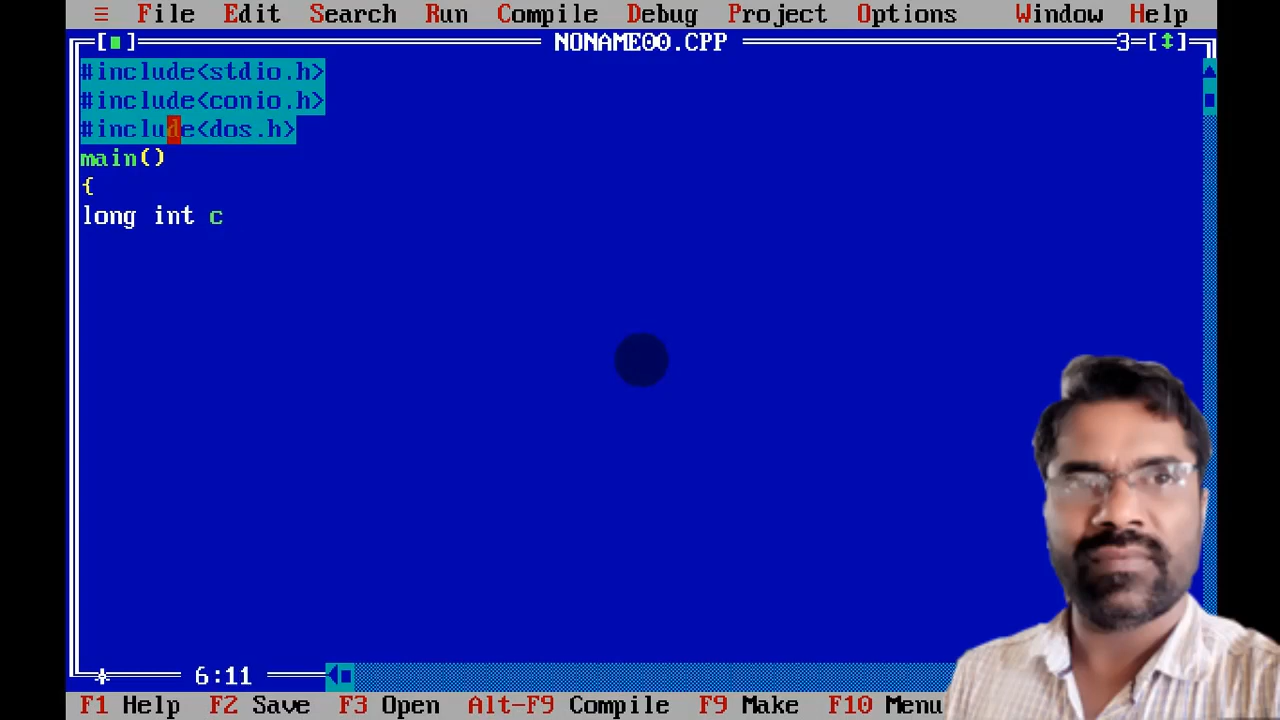 ≡ File Edit Search Run Compile Debug Project Options Window Help
[■] NONAME00.CPP 3=[↕]
#include<stdio.h>
#include<conio.h>
#include<dos.h>
main()
{
long int c
6:11
F1 Help F2 Save F3 Open Alt-F9 Compile F9 Make F10 Menu